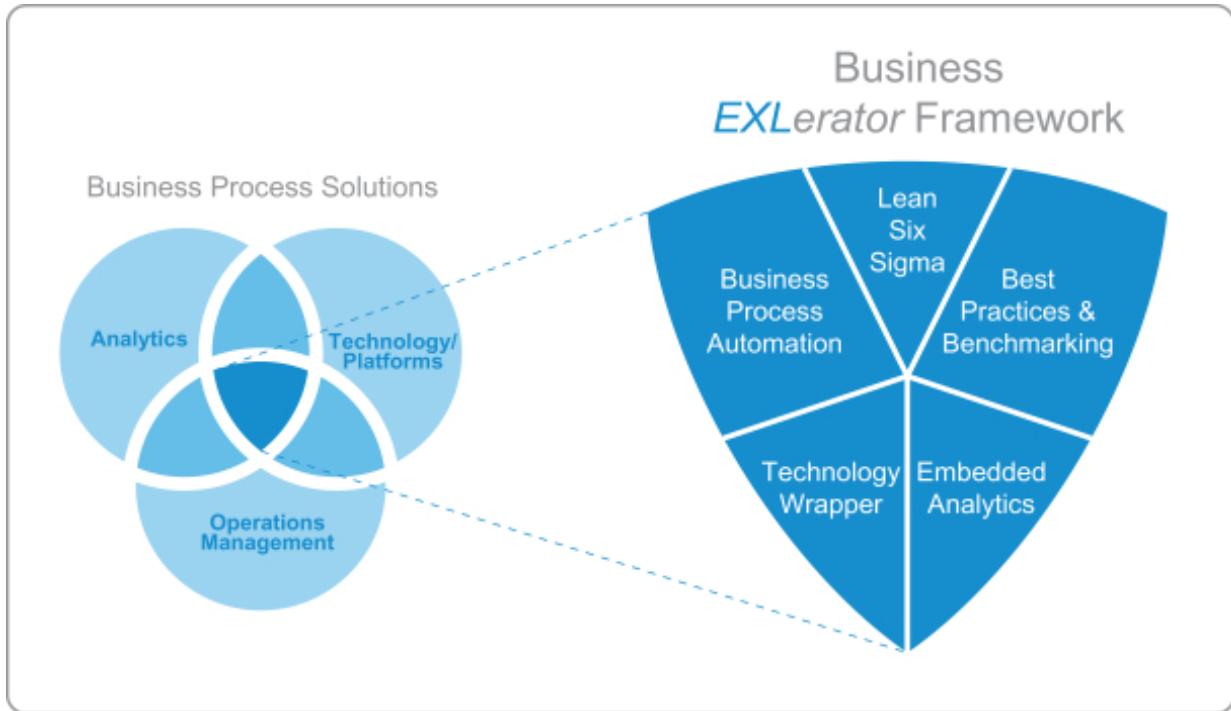 Business
EXLerator Framework
Business Process Solutions
Analytics
Technology/
Platforms
Operations
Management
Business
Process
Automation
Lean
Six
Sigma
Best
Practices &
Benchmarking
Technology
Wrapper
Embedded
Analytics